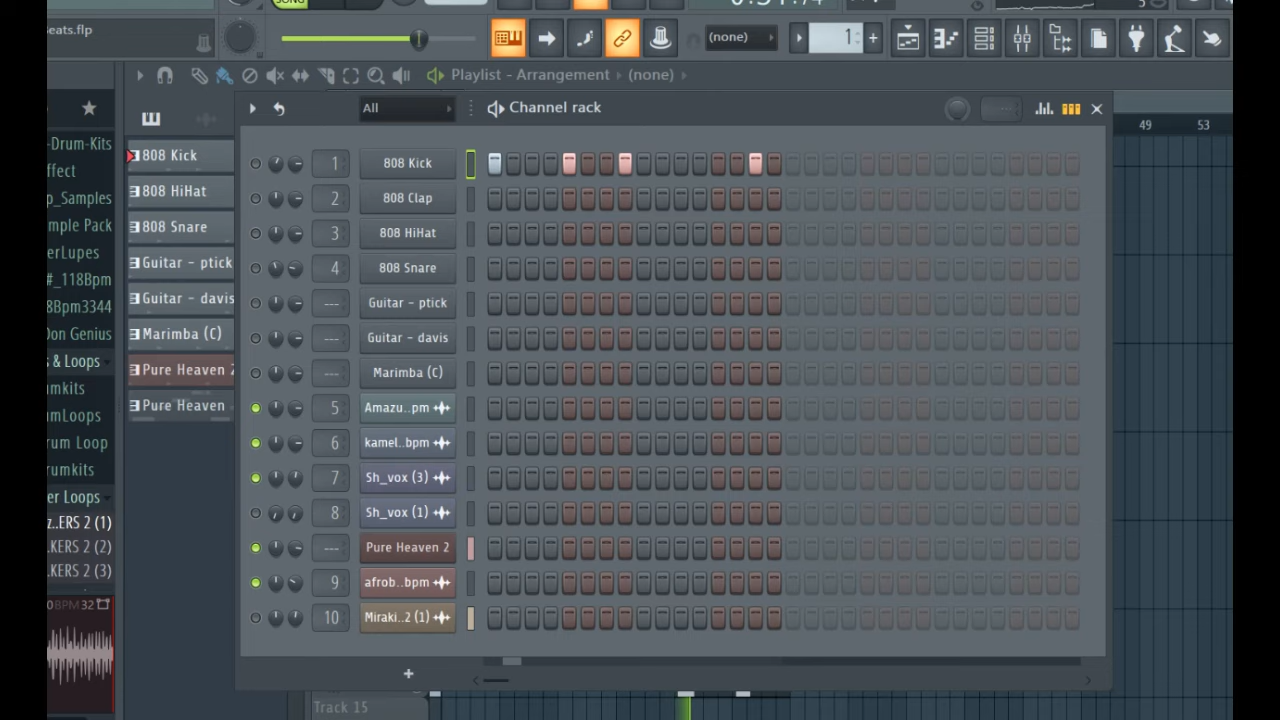 SONG
eats.flp
(none)
1
Playlist - Arrangement ▸ (none) ▸
All
Channel rack
49 53
-Drum-Kits
ffect
p_Samples
mple Pack
erLupes
#_118Bpm
8Bpm3344
Don Genius
s & Loops
umkits
umLoops
rum Loop
rumkits
er Loops
z..ERS 2 (1)
.KERS 2 (2)
.KERS 2 (3)
BPM 32
808 Kick
808 HiHat
808 Snare
Guitar - ptick
Guitar - davis
Marimba (C)
Pure Heaven 2
Pure Heaven
1 808 Kick
2 808 Clap
3 808 HiHat
4 808 Snare
--- Guitar - ptick
--- Guitar - davis
--- Marimba (C)
5 Amazu..pm
6 kamel..bpm
7 Sh_vox (3)
8 Sh_vox (1)
--- Pure Heaven 2
9 afrob..bpm
10 Miraki..2 (1)
+
Track 15